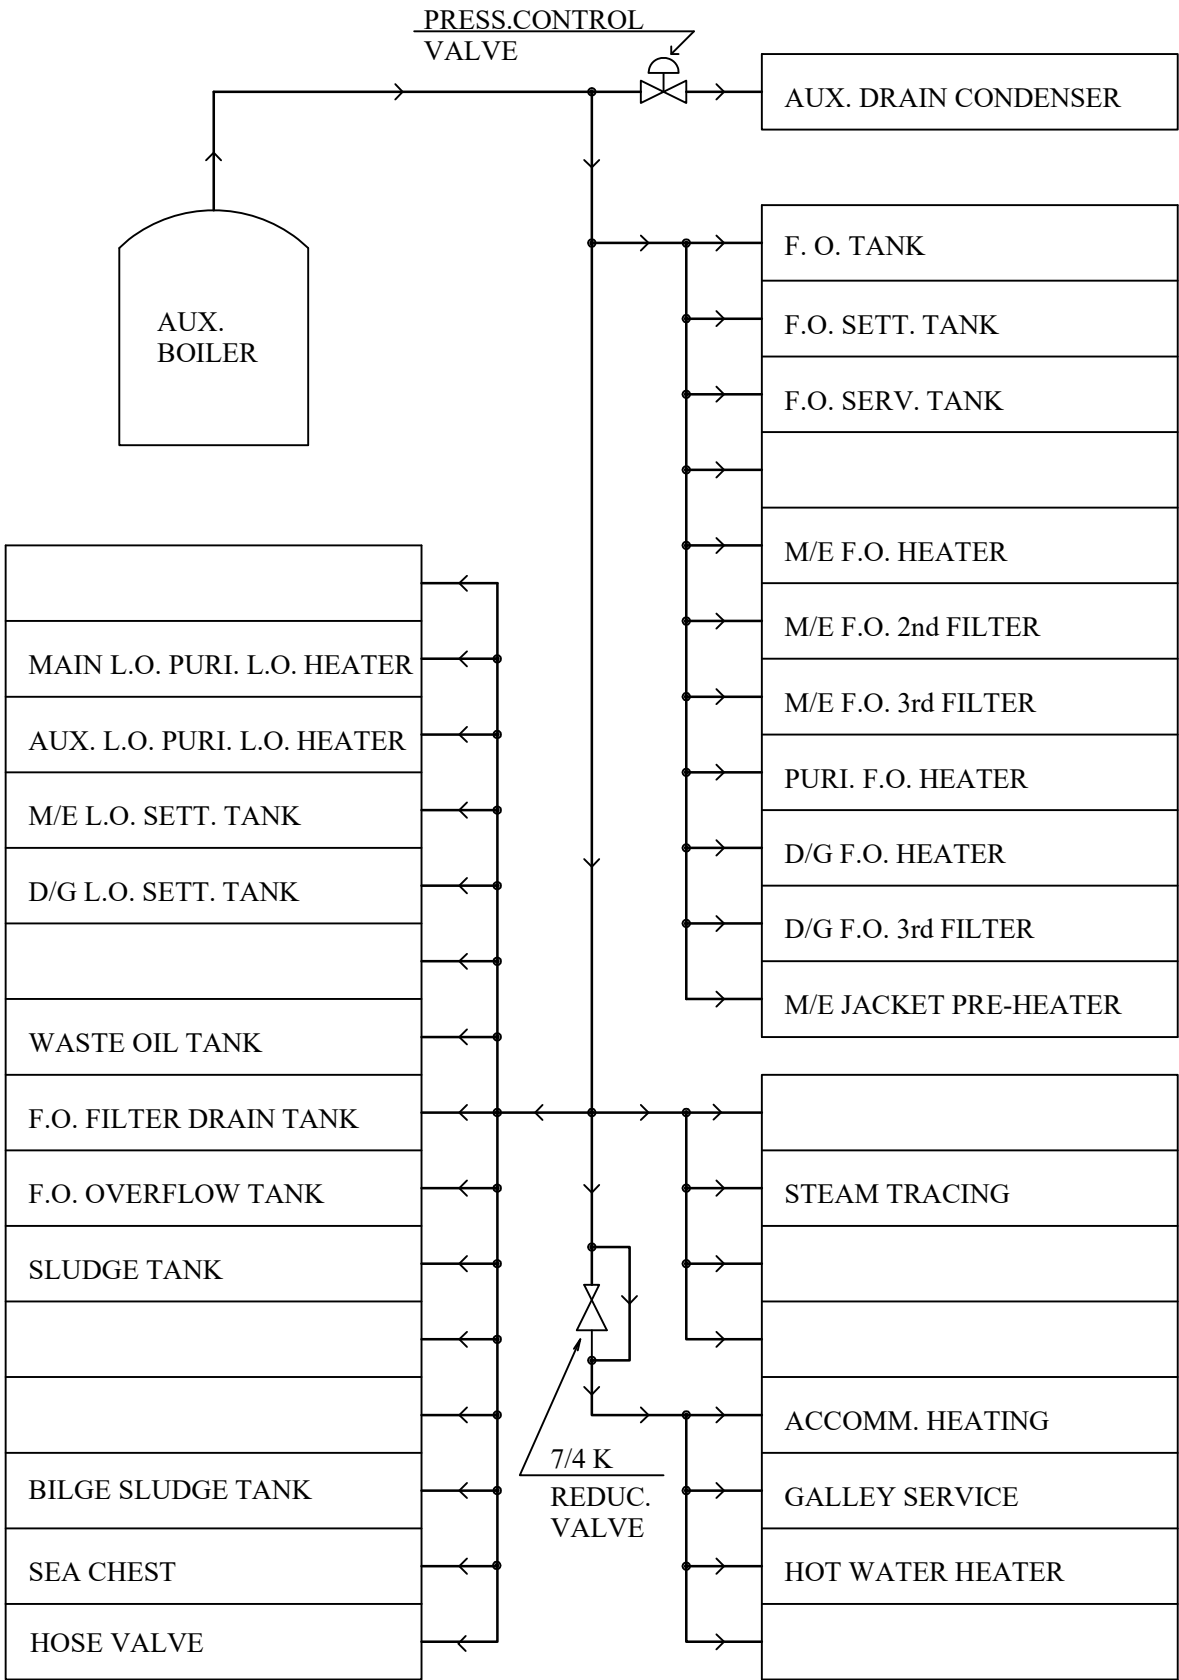 PRESS.CONTROL
VALVE
AUX. DRAIN CONDENSER
AUX.
BOILER
F. O. TANK
F.O. SETT. TANK
F.O. SERV. TANK
M/E F.O. HEATER
M/E F.O. 2nd FILTER
M/E F.O. 3rd FILTER
PURI. F.O. HEATER
D/G F.O. HEATER
D/G F.O. 3rd FILTER
M/E JACKET PRE-HEATER
MAIN L.O. PURI. L.O. HEATER
AUX. L.O. PURI. L.O. HEATER
M/E L.O. SETT. TANK
D/G L.O. SETT. TANK
WASTE OIL TANK
F.O. FILTER DRAIN TANK
F.O. OVERFLOW TANK
SLUDGE TANK
BILGE SLUDGE TANK
SEA CHEST
HOSE VALVE
7/4 K
REDUC.
VALVE
STEAM TRACING
ACCOMM. HEATING
GALLEY SERVICE
HOT WATER HEATER